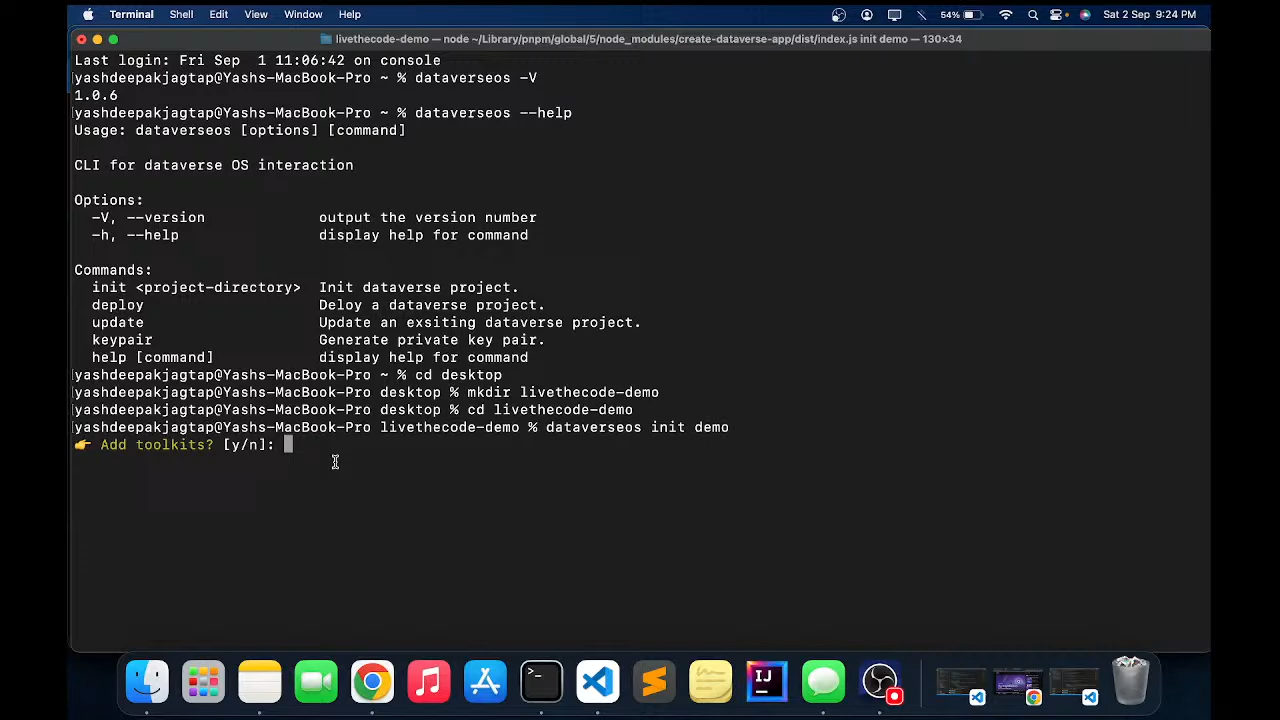 Terminal Shell Edit View Window Help 54% Sat 2 Sep 9:24 PM
livethecode-demo — node ~/Library/pnpm/global/5/node_modules/create-dataverse-app/dist/index.js init demo — 130×34
Last login: Fri Sep  1 11:06:42 on console
[yashdeepakjagtap@Yashs-MacBook-Pro ~ % dataverseos -V
1.0.6
[yashdeepakjagtap@Yashs-MacBook-Pro ~ % dataverseos --help
Usage: dataverseos [options] [command]
CLI for dataverse OS interaction
Options:
-V, --version output the version number
-h, --help display help for command
Commands:
init <project-directory> Init dataverse project.
deploy Deloy a dataverse project.
update Update an exsiting dataverse project.
keypair Generate private key pair.
help [command] display help for command
[yashdeepakjagtap@Yashs-MacBook-Pro ~ % cd desktop
[yashdeepakjagtap@Yashs-MacBook-Pro desktop % mkdir livethecode-demo
[yashdeepakjagtap@Yashs-MacBook-Pro desktop % cd livethecode-demo
[yashdeepakjagtap@Yashs-MacBook-Pro livethecode-demo % dataverseos init demo
👉 Add toolkits? [y/n]: